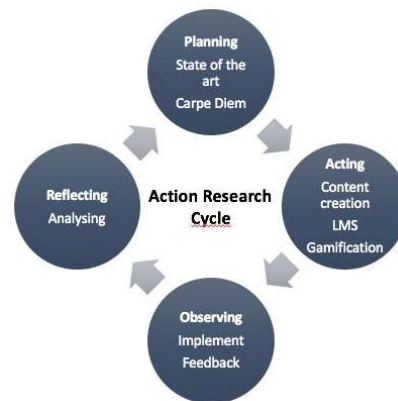 Planning
State of the
art
Carpe Diem
Acting
Content
creation
LMS
Gamification
Reflecting
Analysing
Action Research
Cycle
Observing
Implement
Feedback